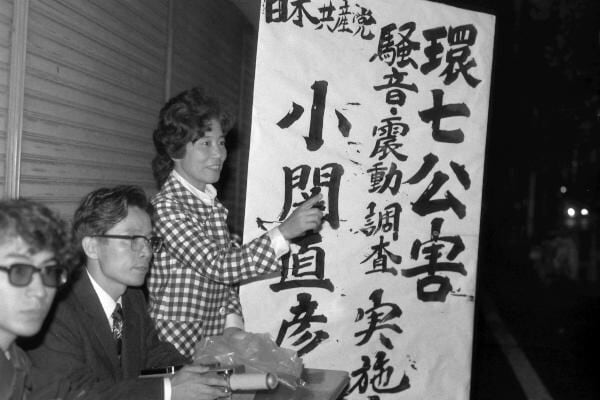 環七公害
騒音・震動調査実施
日本共産党
小関直彦